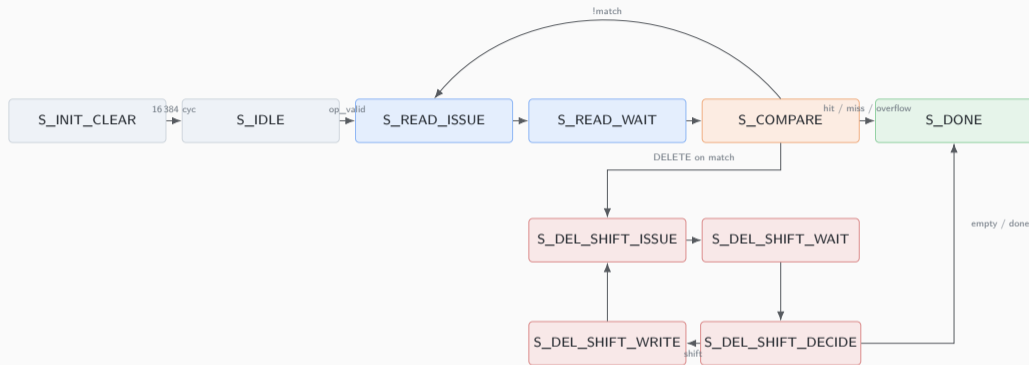 !match
16 384 cyc
op_valid
hit / miss / overflow
S_INIT_CLEAR
S_IDLE
S_READ_ISSUE
S_READ_WAIT
S_COMPARE
S_DONE
DELETE on match
empty / done
S_DEL_SHIFT_ISSUE
S_DEL_SHIFT_WAIT
S_DEL_SHIFT_WRITE
shift
S_DEL_SHIFT_DECIDE